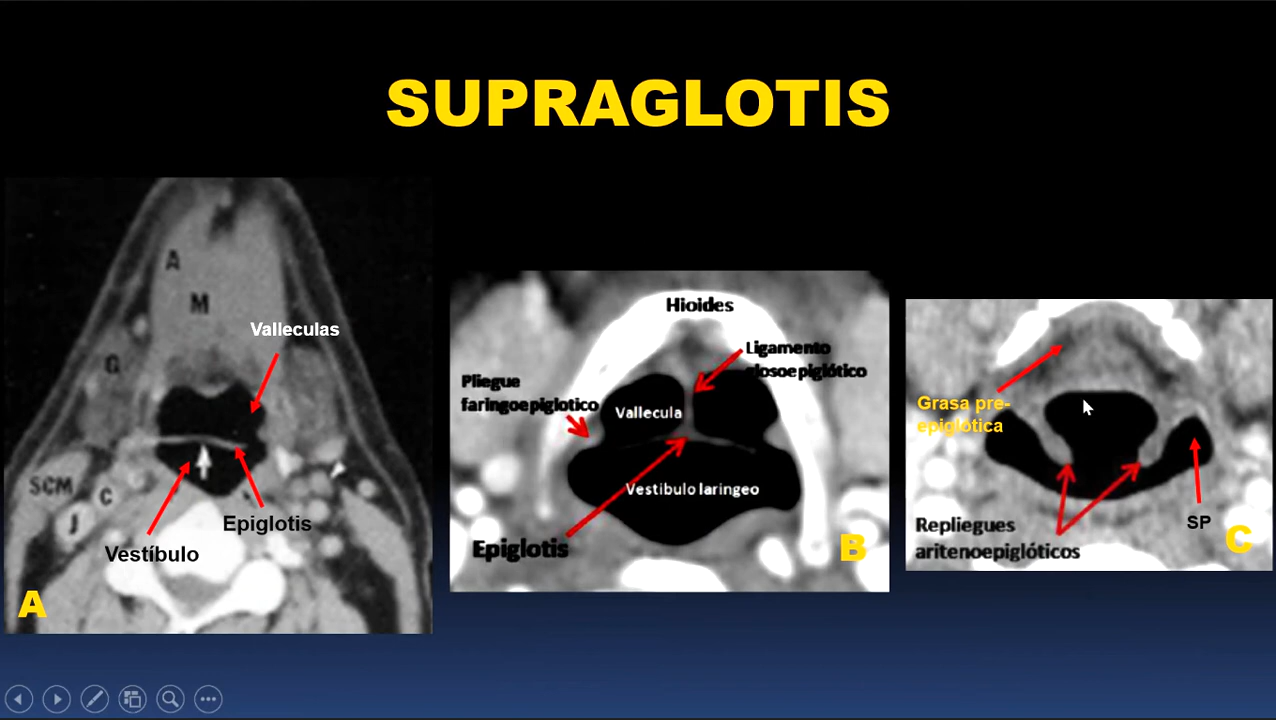 SUPRAGLOTIS
A
M
Valleculas
G
SCM
C
J
Epiglotis
Vestíbulo
A
Hioides
Ligamento
glosoepiglótico
Pliegue
faringoepiglotico
Vallecula
Vestibulo laringeo
Epiglotis
B
Grasa pre-
epiglótica
Repliegues
aritenoepiglóticos
SP
C